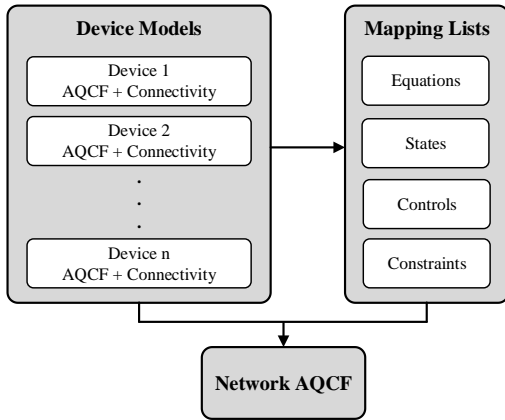 Device Models
Device 1
AQCF + Connectivity
Device 2
AQCF + Connectivity
.
.
.
Device n
AQCF + Connectivity
Mapping Lists
Equations
States
Controls
Constraints
Network AQCF